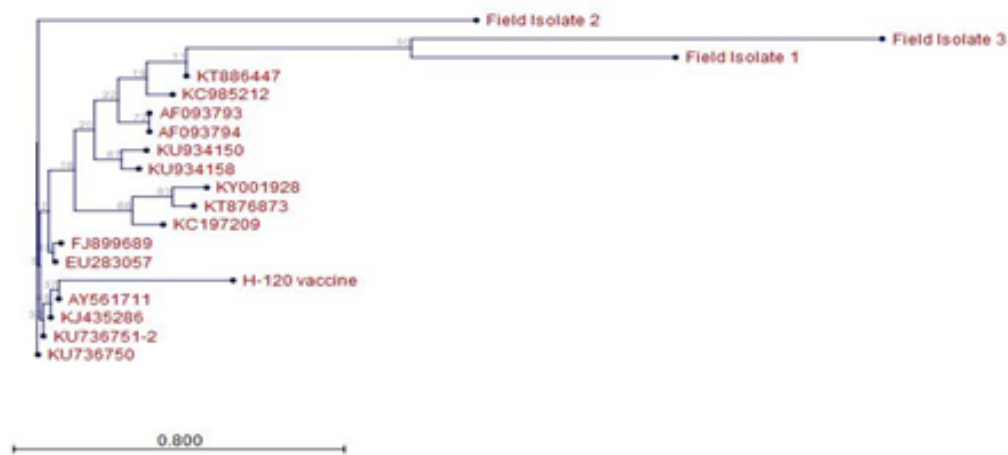 Field Isolate 2
Field Isolate 3
Field Isolate 1
KT886447
KC985212
AF093793
AF093794
KU934150
KU934158
KY001928
KT876873
KC197209
FJ899689
EU283057
H-120 vaccine
AY561711
KJ435286
KU736751-2
KU736750
0.800